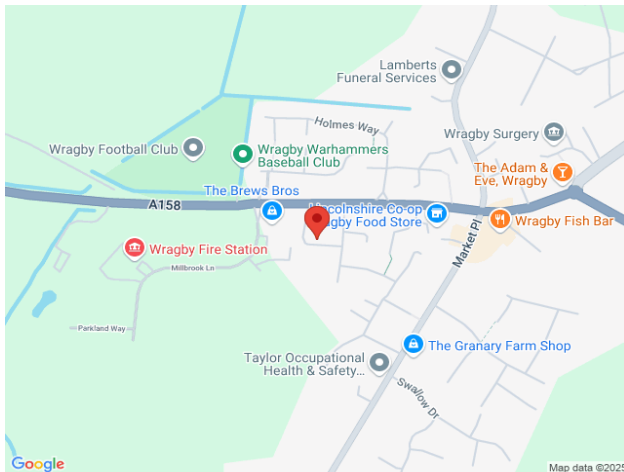 Lamberts
Funeral Services
Holmes Way
Wragby Surgery
Wragby Football Club
Wragby Warhammers
Baseball Club
The Adam &
Eve, Wragby
The Brews Bros
A158
Lincolnshire Co-op
Wragby Food Store
Wragby Fish Bar
Market Pl
Wragby Fire Station
Millbrook Ln
Parkland Way
The Granary Farm Shop
Taylor Occupational
Health & Safety...
Swallow Dr
Google
Map data ©2025